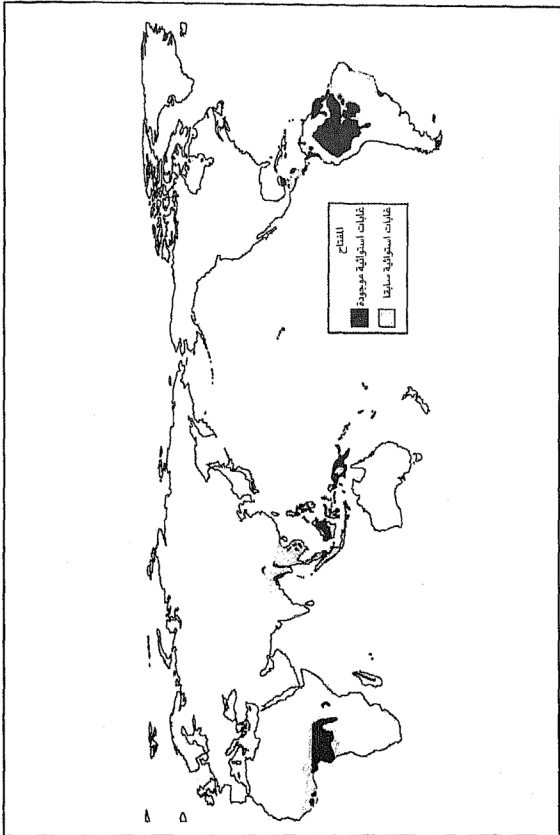 المفتاح
غابات استوائية موجودة
غابات استوائية سابقا